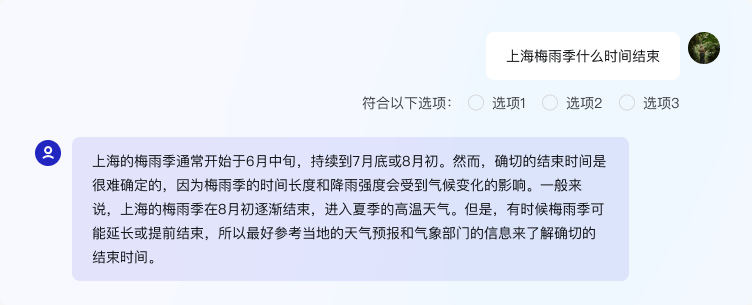 上海梅雨季什么时间结束
符合以下选项： 选项1 选项2 选项3
上海的梅雨季通常开始于6月中旬，持续到7月底或8月初。然而，确切的结束时间是
很难确定的，因为梅雨季的时间长度和降雨强度会受到气候变化的影响。一般来
说，上海的梅雨季在8月初逐渐结束，进入夏季的高温天气。但是，有时候梅雨季可
能延长或提前结束，所以最好参考当地的天气预报和气象部门的信息来了解确切的
结束时间。